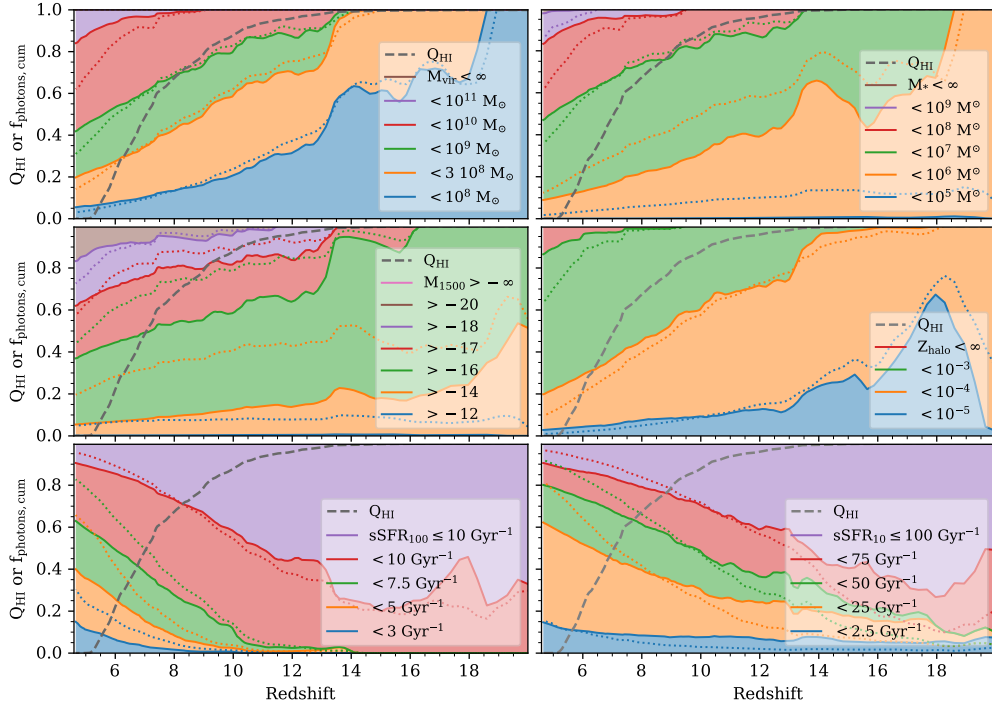 Q_HI or f_photons, cum
1.0
0.8
0.6
0.4
0.2
0.0
Q_HI
M_vir < ∞
< 10^11 M_⊙
< 10^10 M_⊙
< 10^9 M_⊙
< 3 10^8 M_⊙
< 10^8 M_⊙
Q_HI
M_* < ∞
< 10^9 M^⊙
< 10^8 M^⊙
< 10^7 M^⊙
< 10^6 M^⊙
< 10^5 M^⊙
Q_HI or f_photons, cum
0.8
0.6
0.4
0.2
0.0
Q_HI
M_1500 > −∞
> −20
> −18
> −17
> −16
> −14
> −12
Q_HI
Z_halo < ∞
< 10^−3
< 10^−4
< 10^−5
Q_HI or f_photons, cum
0.8
0.6
0.4
0.2
0.0
Q_HI
sSFR_100 ≤ 10 Gyr^−1
< 10 Gyr^−1
< 7.5 Gyr^−1
< 5 Gyr^−1
< 3 Gyr^−1
Q_HI
sSFR_10 ≤ 100 Gyr^−1
< 75 Gyr^−1
< 50 Gyr^−1
< 25 Gyr^−1
< 2.5 Gyr^−1
6 8 10 12 14 16 18
6 8 10 12 14 16 18
Redshift
Redshift